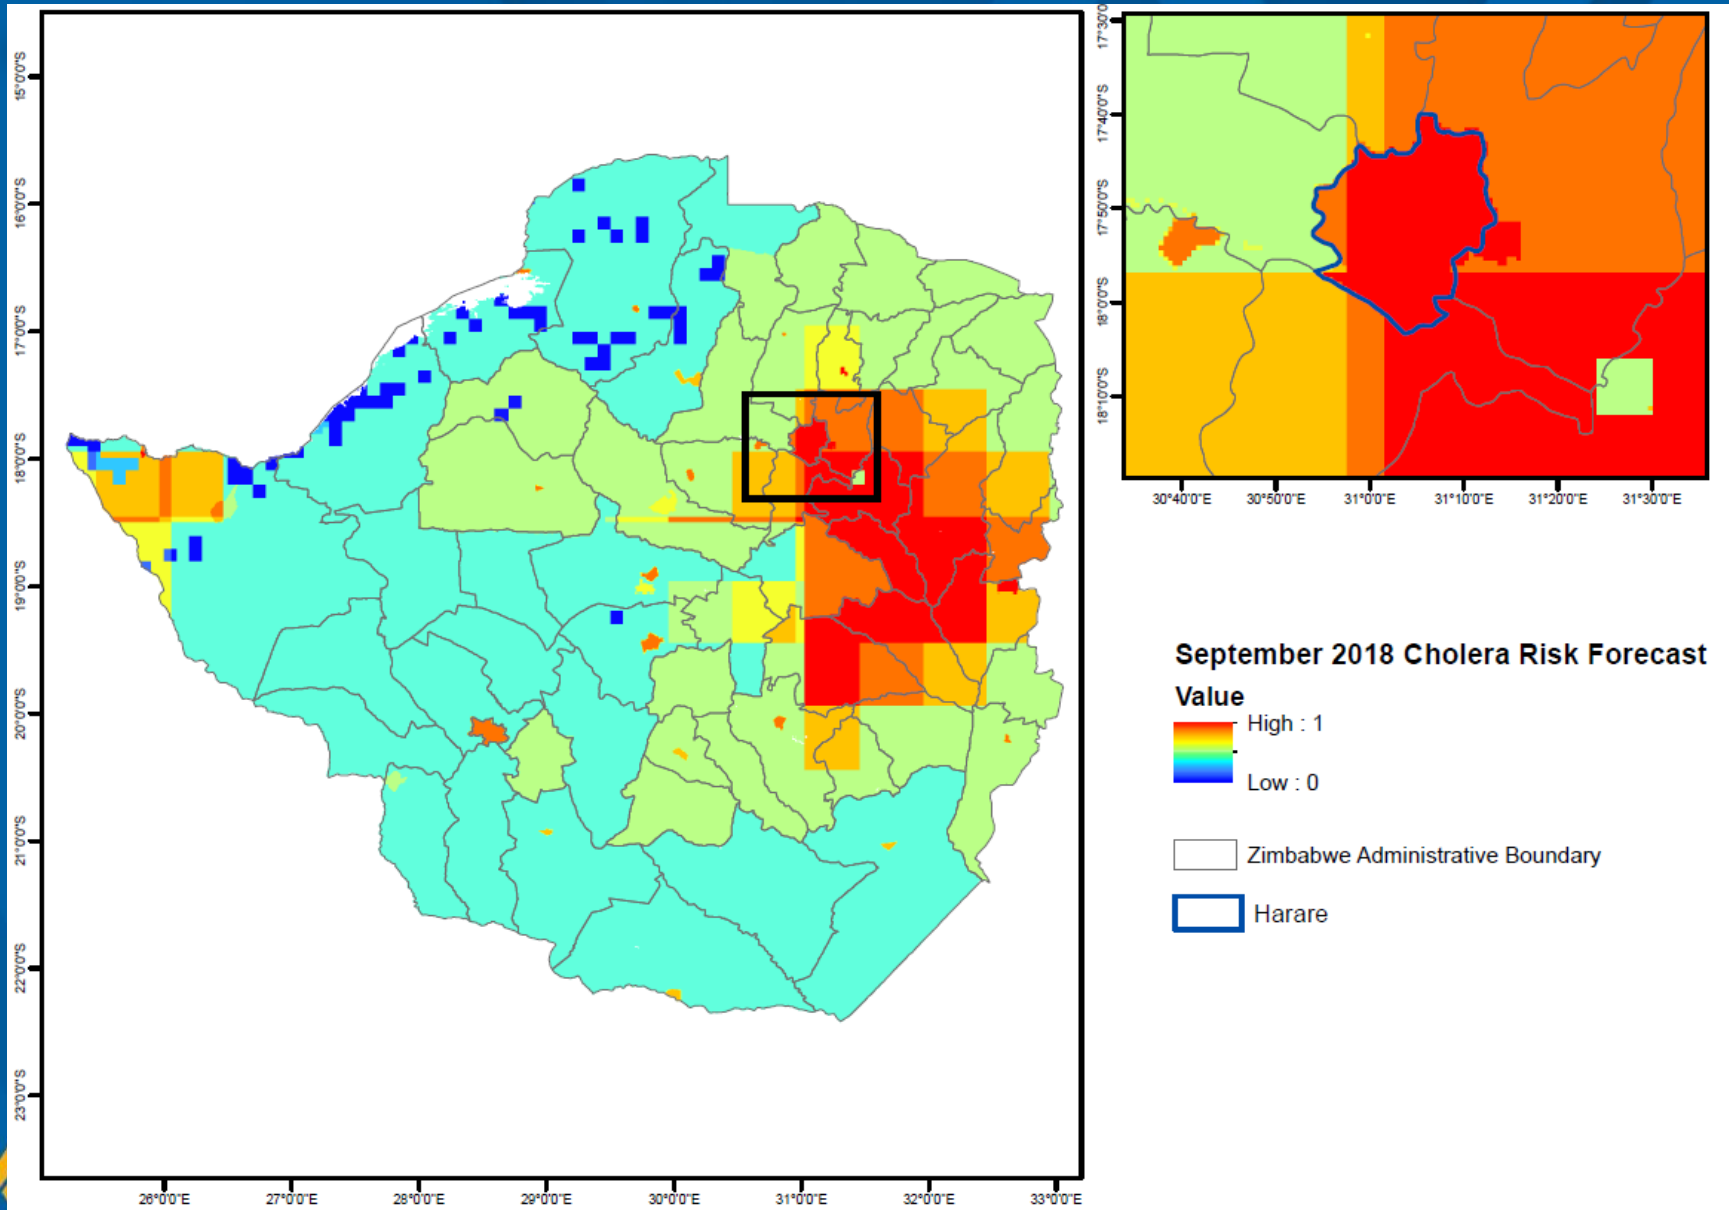 15°0'0"S
16°0'0"S
17°0'0"S
18°0'0"S
19°0'0"S
20°0'0"S
21°0'0"S
22°0'0"S
23°0'0"S
26°0'0"E
27°0'0"E
28°0'0"E
29°0'0"E
30°0'0"E
31°0'0"E
32°0'0"E
33°0'0"E
17°30'0"
17°40'0"S
17°50'0"S
18°0'0"S
18°10'0"S
30°40'0"E
30°50'0"E
31°0'0"E
31°10'0"E
31°20'0"E
31°30'0"E
September 2018 Cholera Risk Forecast
Value
High : 1
Low : 0
Zimbabwe Administrative Boundary
Harare